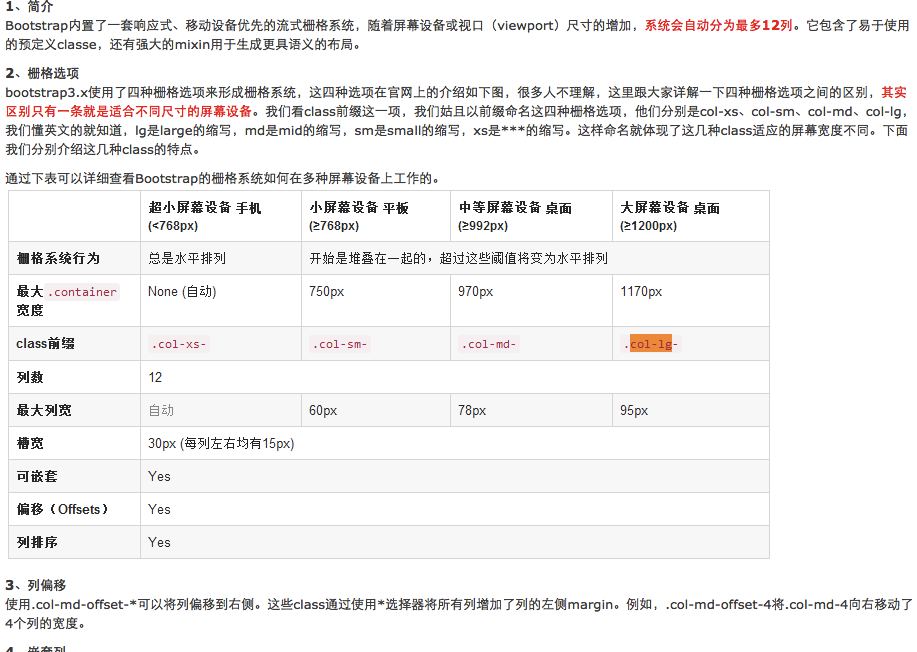 1、简介
Bootstrap内置了一套响应式、移动设备优先的流式栅格系统，随着屏幕设备或视口（viewport）尺寸的增加，系统会自动分为最多12列。它包含了易于使用
的预定义classe，还有强大的mixin用于生成更具语义的布局。
2、栅格选项
bootstrap3.x使用了四种栅格选项来形成栅格系统，这四种选项在官网上的介绍如下图，很多人不理解，这里跟大家详解一下四种栅格选项之间的区别，其实
区别只有一条就是适合不同尺寸的屏幕设备。我们看class前缀这一项，我们姑且以前缀命名这四种栅格选项，他们分别是col-xs、col-sm、col-md、col-lg，
我们懂英文的就知道，lg是large的缩写，md是mid的缩写，sm是small的缩写，xs是***的缩写。这样命名就体现了这几种class适应的屏幕宽度不同。下面
我们分别介绍这几种class的特点。
通过下表可以详细查看Bootstrap的栅格系统如何在多种屏幕设备上工作的。
超小屏幕设备 手机 小屏幕设备 平板 中等屏幕设备 桌面 大屏幕设备 桌面
(<768px) (≥768px) (≥992px) (≥1200px)
栅格系统行为 总是水平排列 开始是堆叠在一起的，超过这些阈值将变为水平排列
最大 .container None (自动) 750px 970px 1170px
宽度
class前缀 .col-xs- .col-sm- .col-md- .col-lg-
列数 12
最大列宽 自动 60px 78px 95px
槽宽 30px (每列左右均有15px)
可嵌套 Yes
偏移（Offsets） Yes
列排序 Yes
3、列偏移
使用.col-md-offset-*可以将列偏移到右侧。这些class通过使用*选择器将所有列增加了列的左侧margin。例如，.col-md-offset-4将.col-md-4向右移动了
4个列的宽度。
4、嵌套列